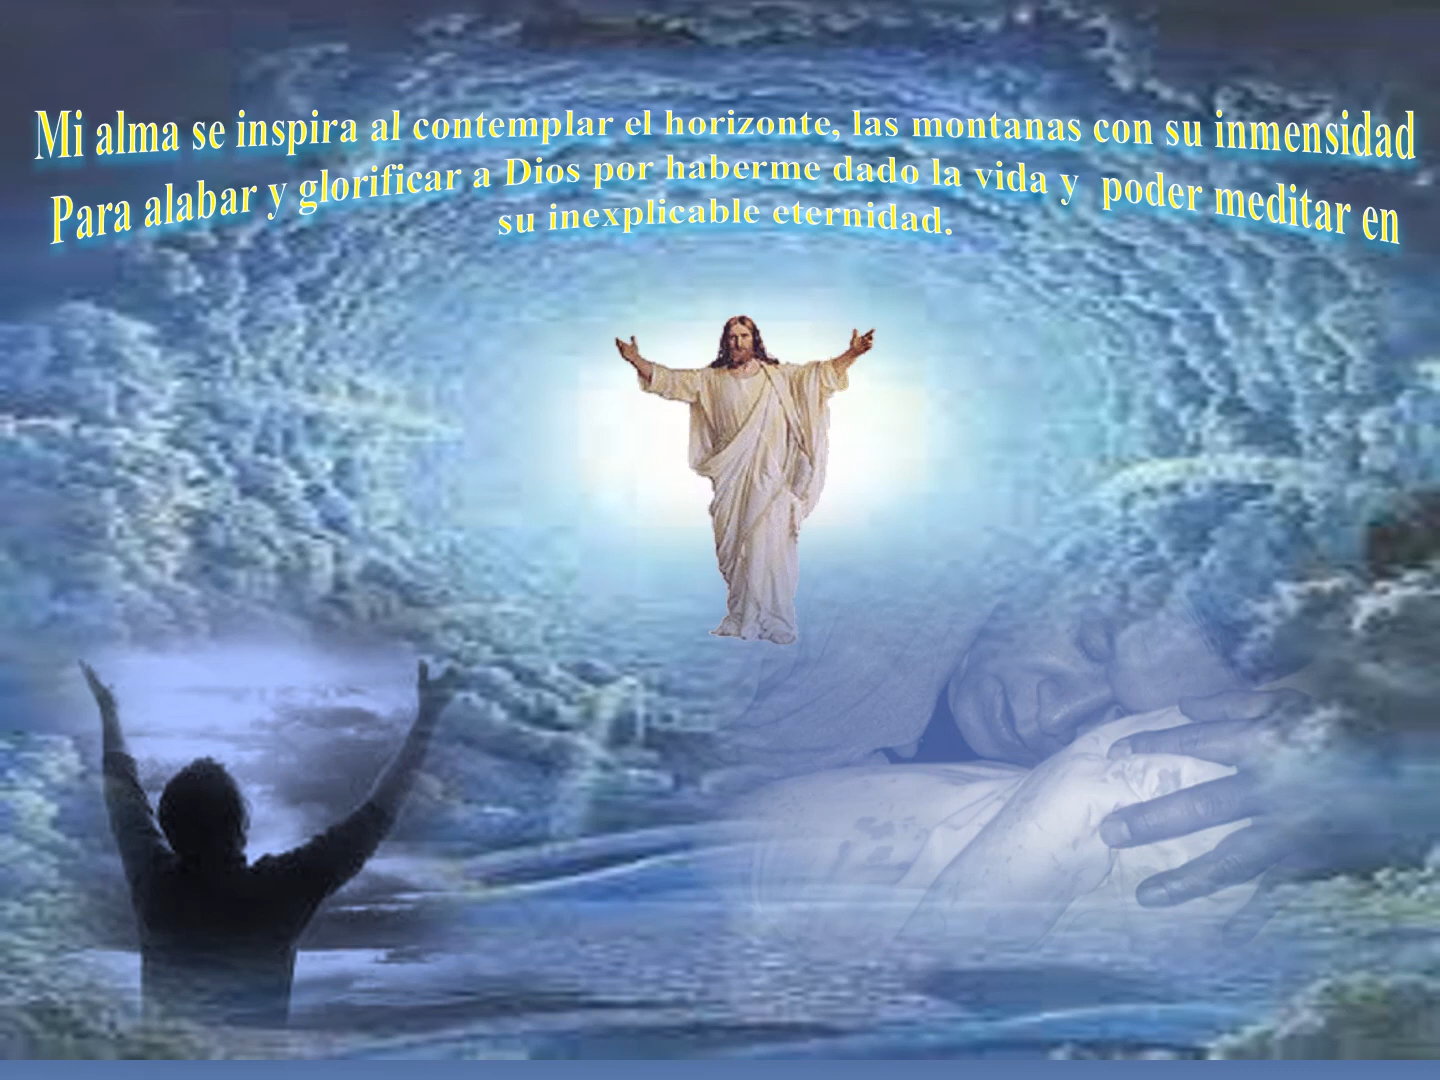 Mi alma se inspira al contemplar el horizonte, las montanas con su inmensidad
Para alabar y glorificar a Dios por haberme dado la vida y poder meditar en
su inexplicable eternidad.